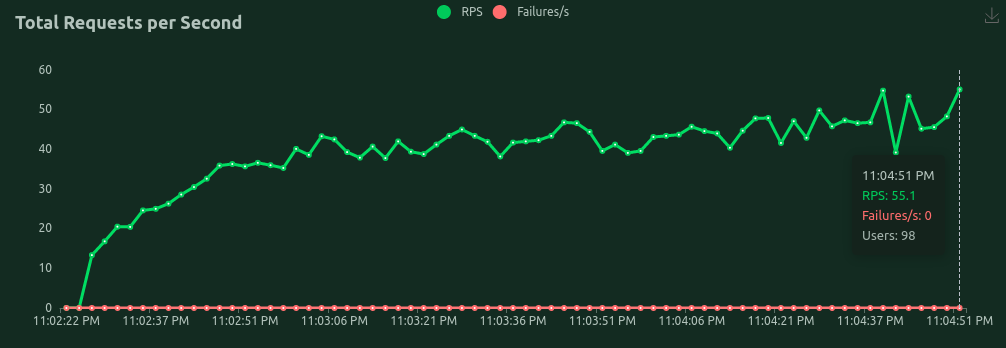 Total Requests per Second
RPS Failures/s
60
50
40
30
20
10
0
11:04:51 PM
RPS: 55.1
Failures/s: 0
Users: 98
11:02:22 PM 11:02:37 PM 11:02:51 PM 11:03:06 PM 11:03:21 PM 11:03:36 PM 11:03:51 PM 11:04:06 PM 11:04:21 PM 11:04:37 PM 11:04:51 PM